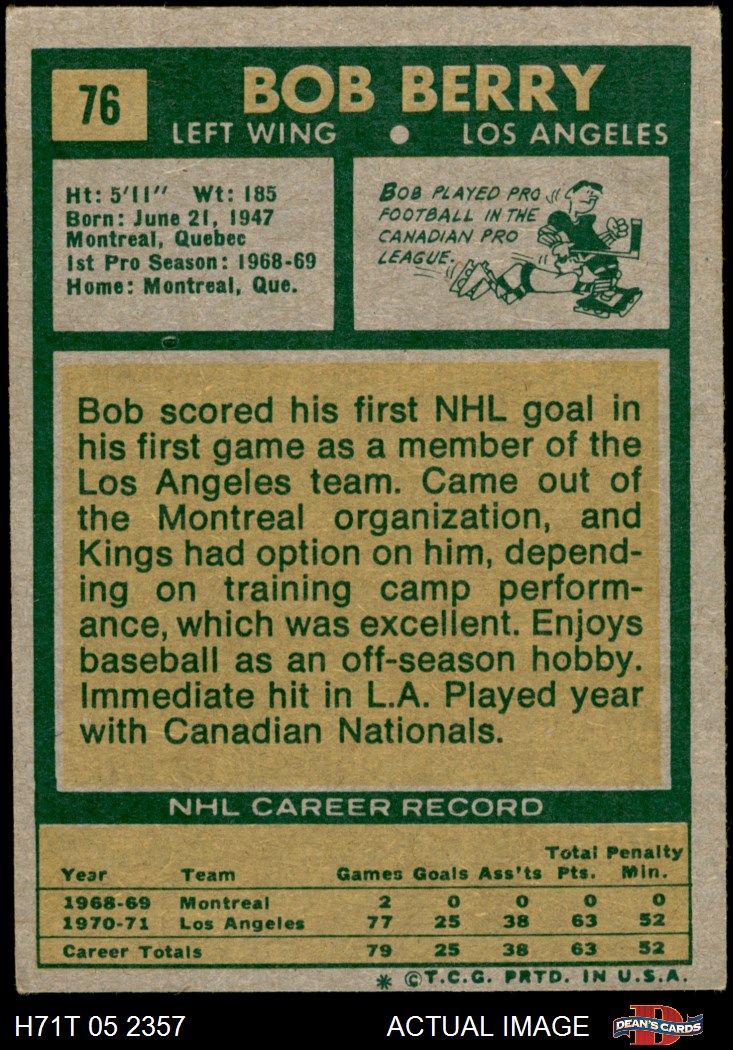 76
BOB BERRY
LEFT WING • LOS ANGELES
Ht: 5'11" Wt: 185
Born: June 21, 1947
Montreal, Quebec
1st Pro Season: 1968-69
Home: Montreal, Que.
BOB PLAYED PRO
FOOTBALL IN THE
CANADIAN PRO
LEAGUE.
Bob scored his first NHL goal in
his first game as a member of the
Los Angeles team. Came out of
the Montreal organization, and
Kings had option on him, depend-
ing on training camp perform-
ance, which was excellent. Enjoys
baseball as an off-season hobby.
Immediate hit in L.A. Played year
with Canadian Nationals.
NHL CAREER RECORD
Total Penalty
Year Team Games Goals Ass'ts Pts. Min.
1968-69 Montreal 2 0 0 0 0
1970-71 Los Angeles 77 25 38 63 52
Career Totals 79 25 38 63 52
* © T.C.G. PRTD. IN U.S.A.
H71T 05 2357 ACTUAL IMAGE
D
DEAN'S CARDS